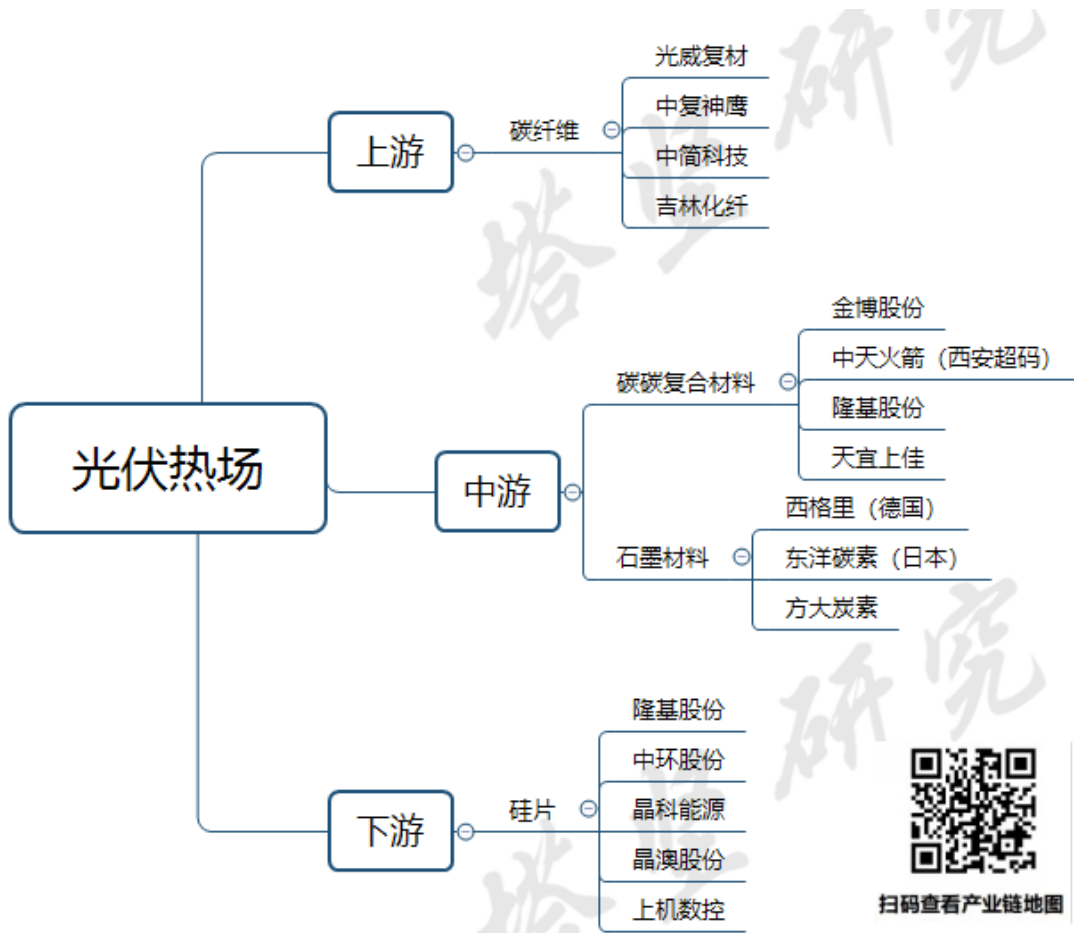 光威复材
中复神鹰
上游
碳纤维
中简科技
吉林化纤
金博股份
中天火箭（西安超码）
碳碳复合材料
隆基股份
天宜上佳
光伏热场
中游
西格里（德国）
石墨材料
东洋碳素（日本）
方大炭素
隆基股份
中环股份
下游
硅片
晶科能源
晶澳股份
上机数控
扫码查看产业链地图
塔坚研究
塔坚研究